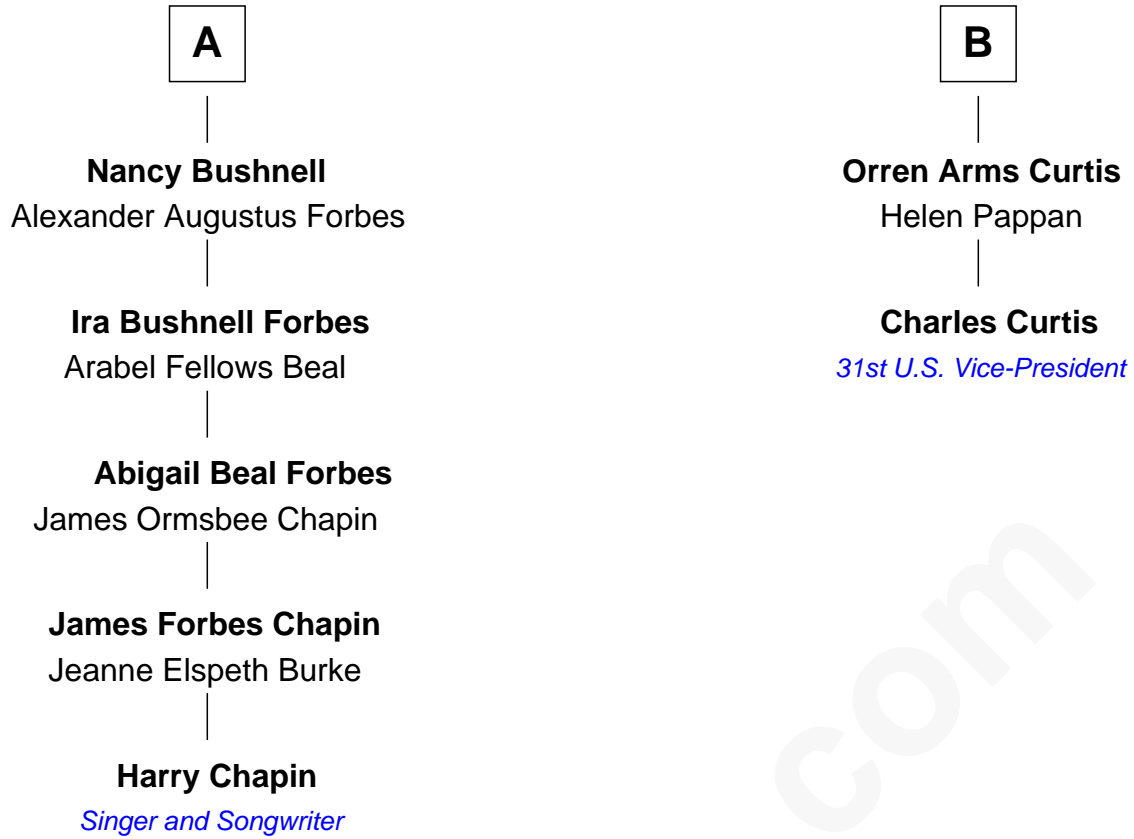 A
Nancy Bushnell
Alexander Augustus Forbes
Ira Bushnell Forbes
Arabel Fellows Beal
Abigail Beal Forbes
James Ormsbee Chapin
James Forbes Chapin
Jeanne Elspeth Burke
Harry Chapin
Singer and Songwriter
B
Orren Arms Curtis
Helen Pappan
Charles Curtis
31st U.S. Vice-President
com